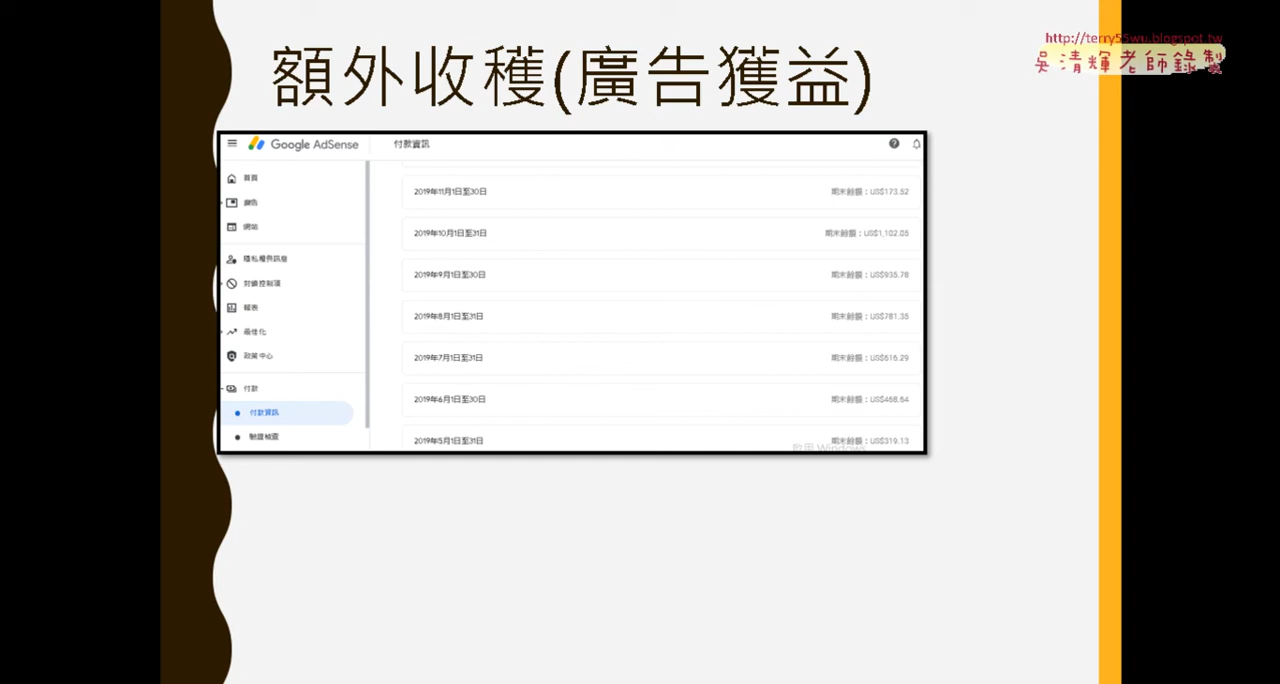 http://terry55wu.blogspot.tw
吳清輝老師錄製
額外收穫(廣告獲益)
Google AdSense
付款資訊
首頁
廣告
網站
隱私權與訊息
封鎖控制項
報表
最佳化
政策中心
付款
付款資訊
驗證檢查
2019年11月1日至30日 期末餘額：US$173.52
2019年10月1日至31日 期末餘額：US$1,102.05
2019年9月1日至30日 期末餘額：US$935.78
2019年8月1日至31日 期末餘額：US$781.35
2019年7月1日至31日 期末餘額：US$616.29
2019年6月1日至30日 期末餘額：US$468.64
2019年5月1日至31日 期末餘額：US$319.13
啟用 Windows